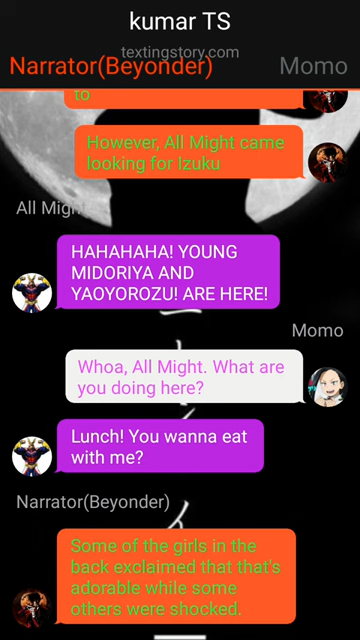 kumar TS
textingstory.com
Narrator(Beyonder)
Momo
to
However, All Might came
looking for Izuku
All Might
HAHAHAHA! YOUNG
MIDORIYA AND
YAOYOROZU! ARE HERE!
Momo
Whoa, All Might. What are
you doing here?
Lunch! You wanna eat
with me?
Narrator(Beyonder)
Some of the girls in the
back exclaimed that that's
adorable while some
others were shocked.